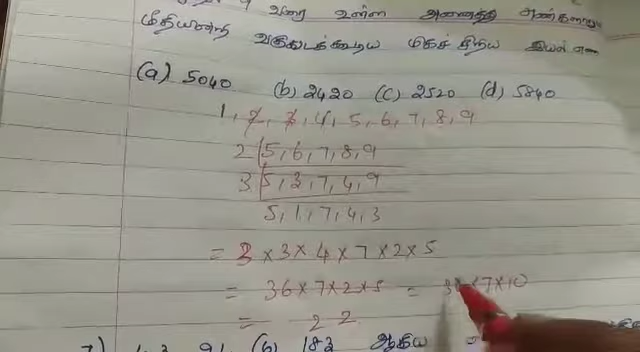 வரை உள்ள அனைத்து எண்களாலும்
மீதியின்றி வகுபடக்கூடிய மிகச் சிறிய இயல் எண்
(a) 5040 (b) 2420 (c) 2520 (d) 5840
1, 2, 3, 4, 5, 6, 7, 8, 9
2 | 5, 6, 7, 8, 9
3 | 5, 3, 7, 4, 9
5, 1, 7, 4, 3
= 3 × 3 × 4 × 7 × 2 × 5
= 36 × 7 × 2 × 5 = × 7 × 10
= 2 2
(b) 183 ஆகிய